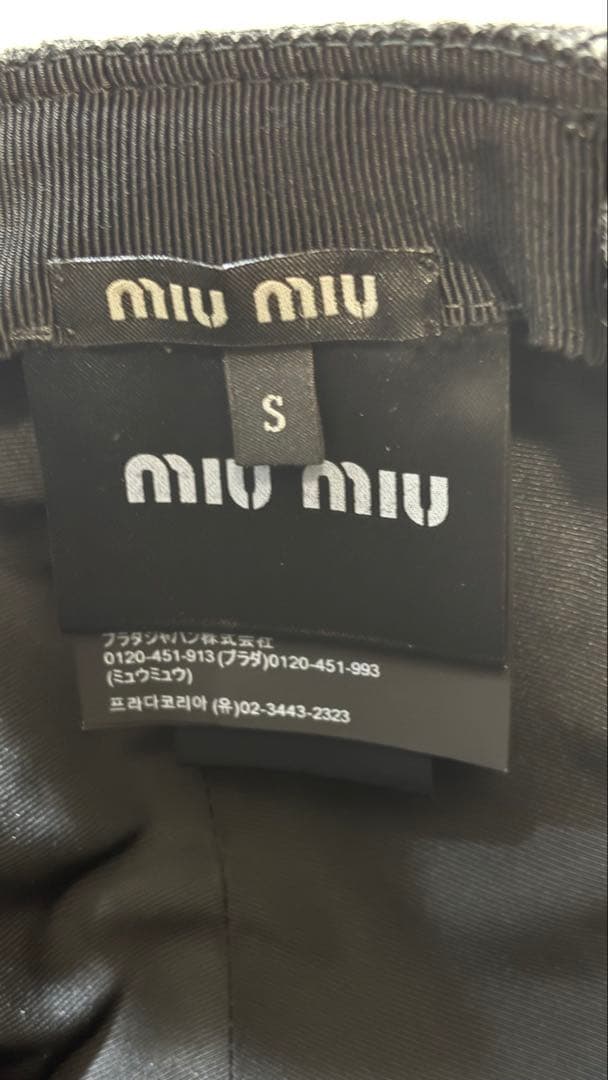 miu miu
S
miu miu
プラダジャパン株式会社
0120-451-913(プラダ)0120-451-993
(ミュウミュウ)
프라다코리아 (유)02-3443-2323